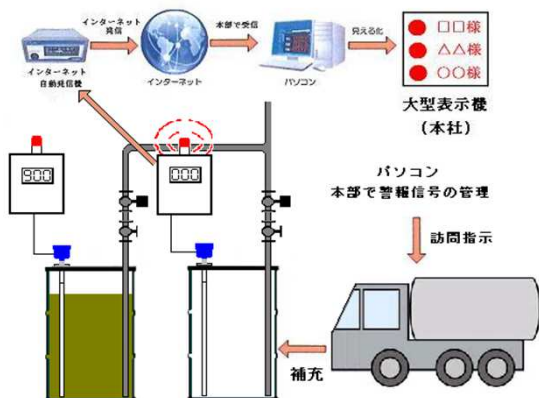 インターネット
発信
本部で受信
見える化
□□様
△△様
○○様
インターネット
自動発信機
インターネット
パソコン
大型表示機
(本社)
900
000
パソコン
本部で警報信号の管理
訪問指示
補充